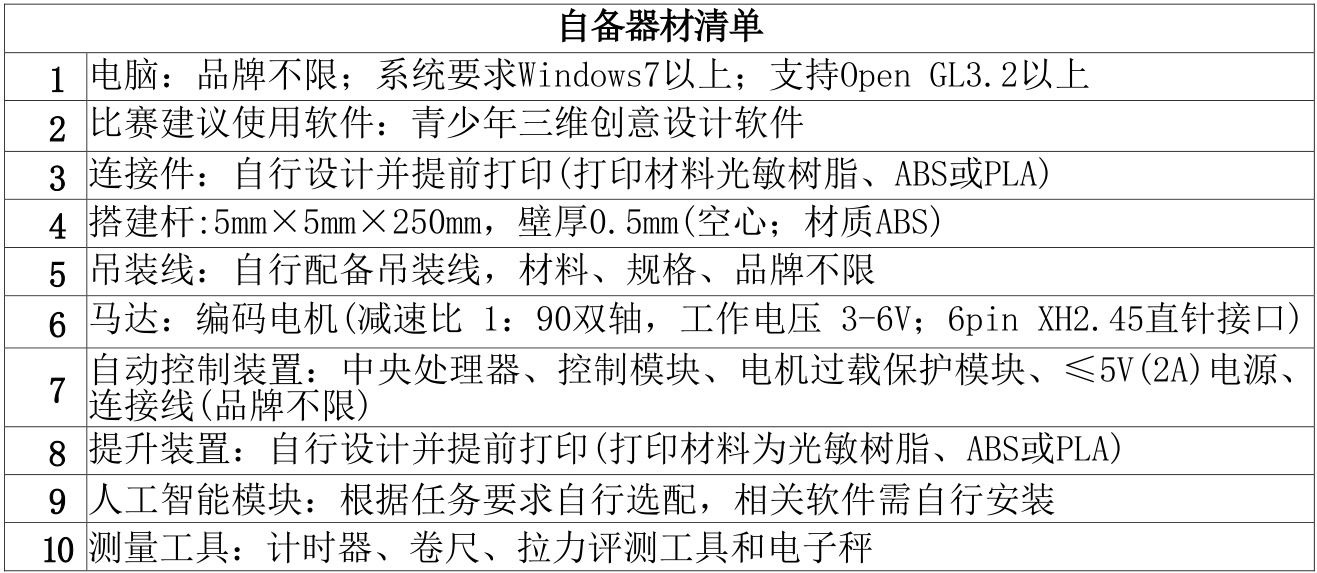 自备器材清单
1 电脑：品牌不限；系统要求Windows7以上；支持Open GL3.2以上
2 比赛建议使用软件：青少年三维创意设计软件
3 连接件：自行设计并提前打印(打印材料光敏树脂、ABS或PLA)
4 搭建杆:5mm×5mm×250mm，壁厚0.5mm(空心；材质ABS)
5 吊装线：自行配备吊装线，材料、规格、品牌不限
6 马达：编码电机(减速比 1：90双轴，工作电压 3-6V；6pin XH2.45直针接口)
7 自动控制装置：中央处理器、控制模块、电机过载保护模块、≤5V(2A)电源、
连接线(品牌不限)
8 提升装置：自行设计并提前打印(打印材料为光敏树脂、ABS或PLA)
9 人工智能模块：根据任务要求自行选配，相关软件需自行安装
10 测量工具：计时器、卷尺、拉力评测工具和电子秤